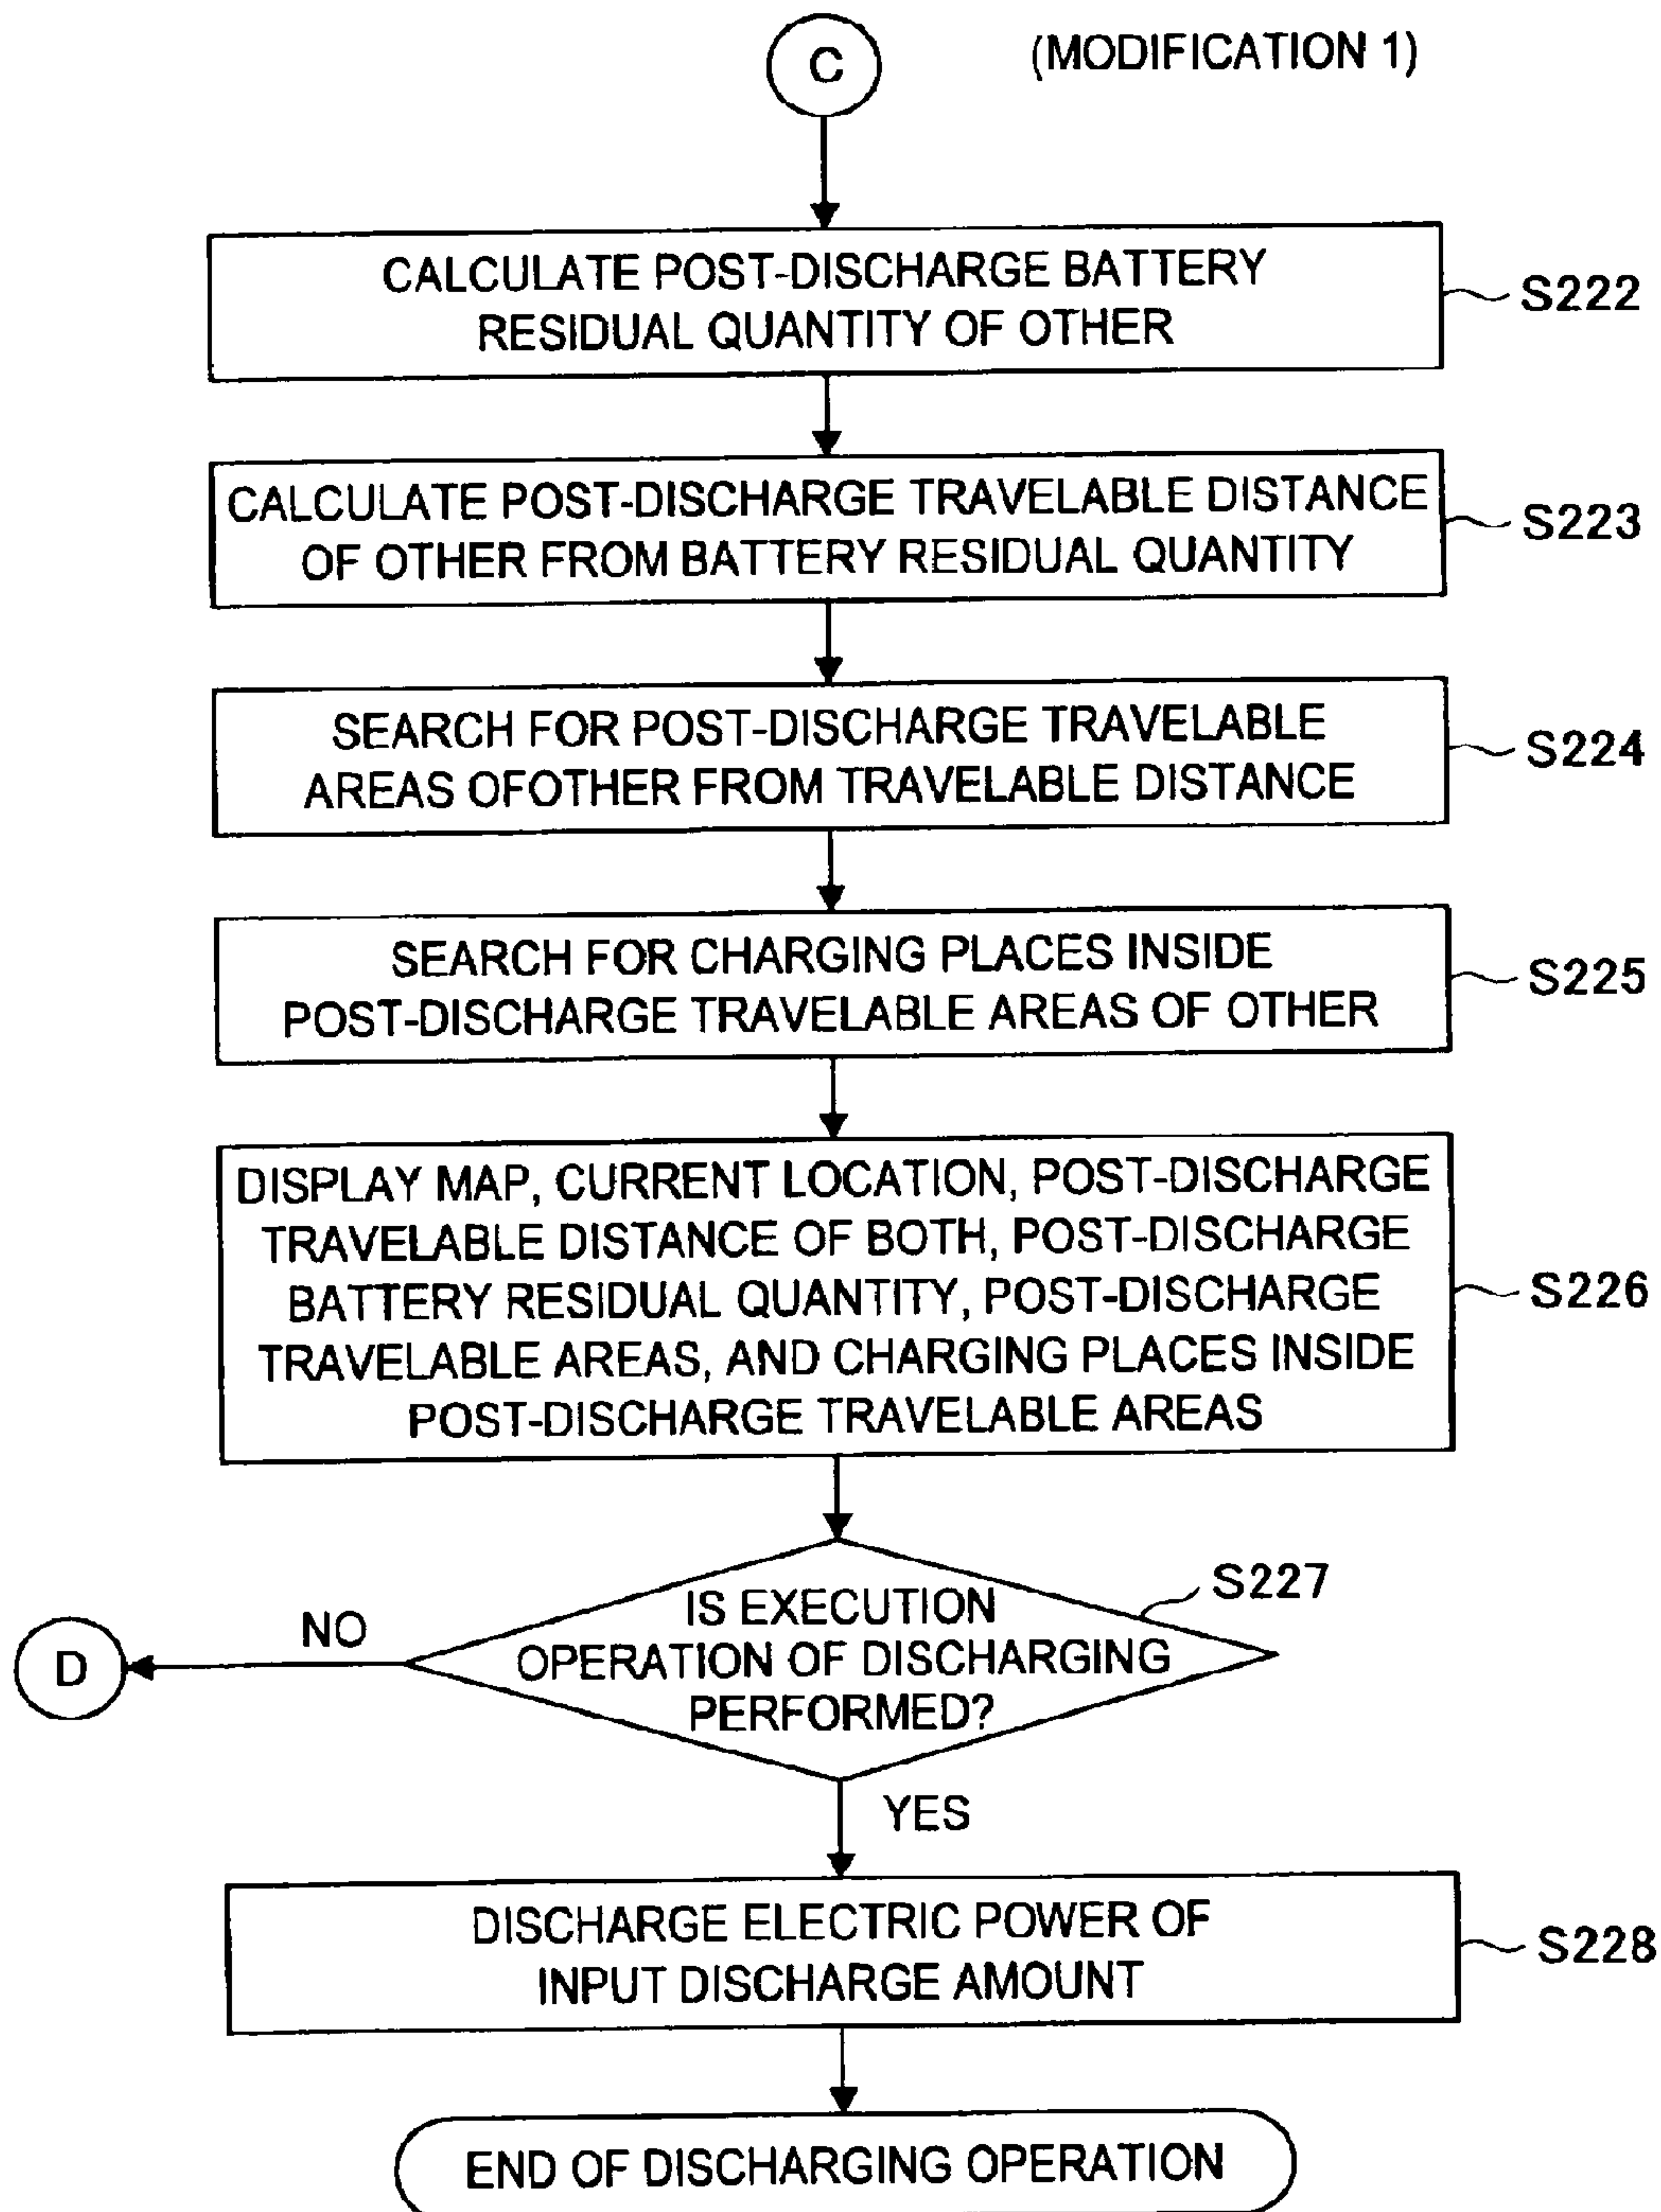 C
(MODIFICATION 1)
CALCULATE POST-DISCHARGE BATTERY
RESIDUAL QUANTITY OF OTHER
S222
CALCULATE POST-DISCHARGE TRAVELABLE DISTANCE
OF OTHER FROM BATTERY RESIDUAL QUANTITY
S223
SEARCH FOR POST-DISCHARGE TRAVELABLE
AREAS OFOTHER FROM TRAVELABLE DISTANCE
S224
SEARCH FOR CHARGING PLACES INSIDE
POST-DISCHARGE TRAVELABLE AREAS OF OTHER
S225
DISPLAY MAP, CURRENT LOCATION, POST-DISCHARGE
TRAVELABLE DISTANCE OF BOTH, POST-DISCHARGE
BATTERY RESIDUAL QUANTITY, POST-DISCHARGE
TRAVELABLE AREAS, AND CHARGING PLACES INSIDE
POST-DISCHARGE TRAVELABLE AREAS
S226
IS EXECUTION
OPERATION OF DISCHARGING
PERFORMED?
S227
NO
D
YES
DISCHARGE ELECTRIC POWER OF
INPUT DISCHARGE AMOUNT
S228
END OF DISCHARGING OPERATION